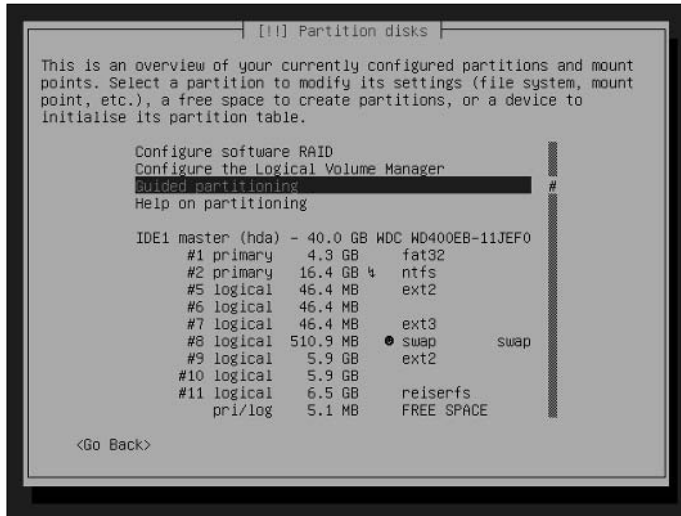 [!!] Partition disks
This is an overview of your currently configured partitions and mount
points. Select a partition to modify its settings (file system, mount
point, etc.), a free space to create partitions, or a device to
initialise its partition table.
Configure software RAID
Configure the Logical Volume Manager
Guided partitioning
Help on partitioning
IDE1 master (hda) - 40.0 GB WDC WD400EB-11JEF0
#1 primary 4.3 GB fat32
#2 primary 16.4 GB ↯ ntfs
#5 logical 46.4 MB ext2
#6 logical 46.4 MB
#7 logical 46.4 MB ext3
#8 logical 510.9 MB ☻ swap swap
#9 logical 5.9 GB ext2
#10 logical 5.9 GB
#11 logical 6.5 GB reiserfs
pri/log 5.1 MB FREE SPACE
<Go Back>